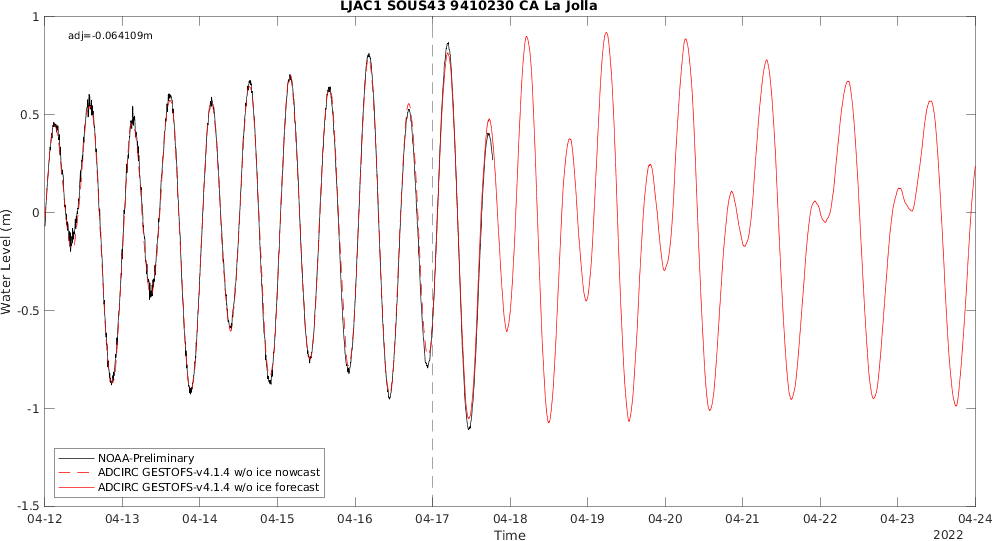 LJAC1 SOUS43 9410230 CA La Jolla
adj=-0.064109m
1
0.5
0
-0.5
-1
-1.5
Water Level (m)
NOAA-Preliminary
ADCIRC GESTOFS-v4.1.4 w/o ice nowcast
ADCIRC GESTOFS-v4.1.4 w/o ice forecast
04-12 04-13 04-14 04-15 04-16 04-17 04-18 04-19 04-20 04-21 04-22 04-23 04-24
Time
2022